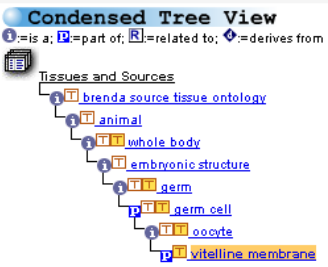 Condensed Tree View
i:=is a; P:=part of; R:=related to; d:=derives from
Tissues and Sources
i T brenda source tissue ontology
i T animal
i T T whole body
i T embryonic structure
i T T germ
P T T germ cell
i T T oocyte
P T vitelline membrane